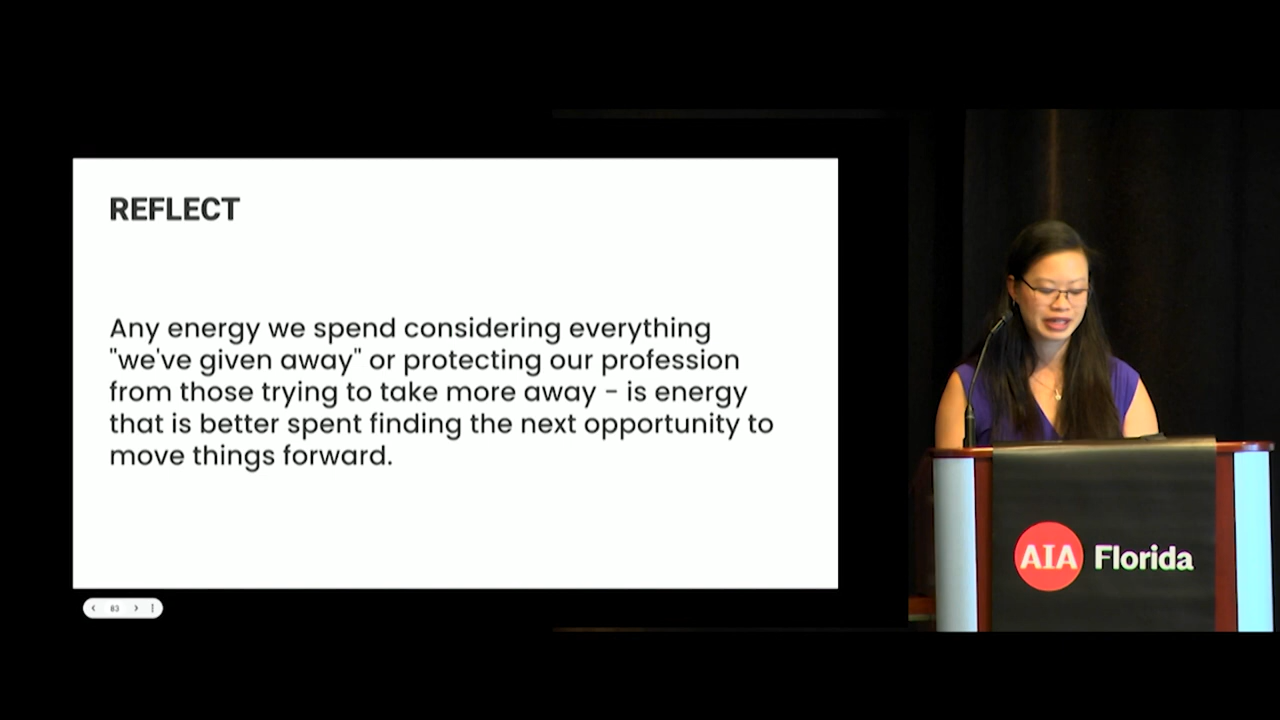 REFLECT
Any energy we spend considering everything
"we've given away" or protecting our profession
from those trying to take more away - is energy
that is better spent finding the next opportunity to
move things forward.
83
AIA Florida